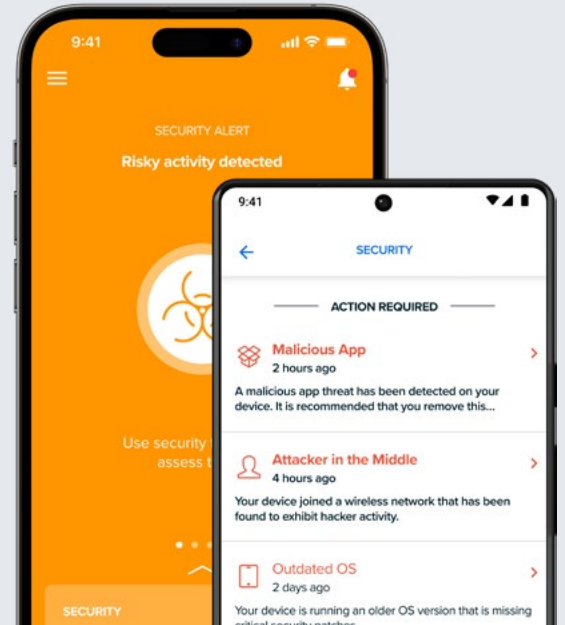 9:41
SECURITY ALERT
Risky activity detected
Use security
assess
SECURITY
9:41
SECURITY
ACTION REQUIRED
Malicious App
2 hours ago
A malicious app threat has been detected on your
device. It is recommended that you remove this...
Attacker in the Middle
4 hours ago
Your device joined a wireless network that has been
found to exhibit hacker activity.
Outdated OS
2 days ago
Your device is running an older OS version that is missing
critical security patches